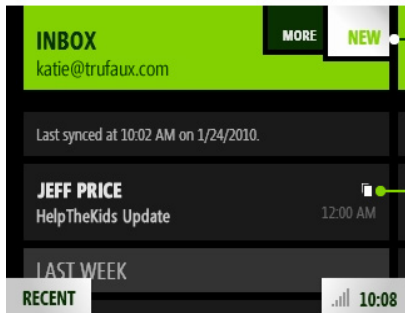 INBOX
MORE
NEW
katie@trufaux.com
Last synced at 10:02 AM on 1/24/2010.
JEFF PRICE
HelpTheKids Update
12:00 AM
LAST WEEK
RECENT
10:08